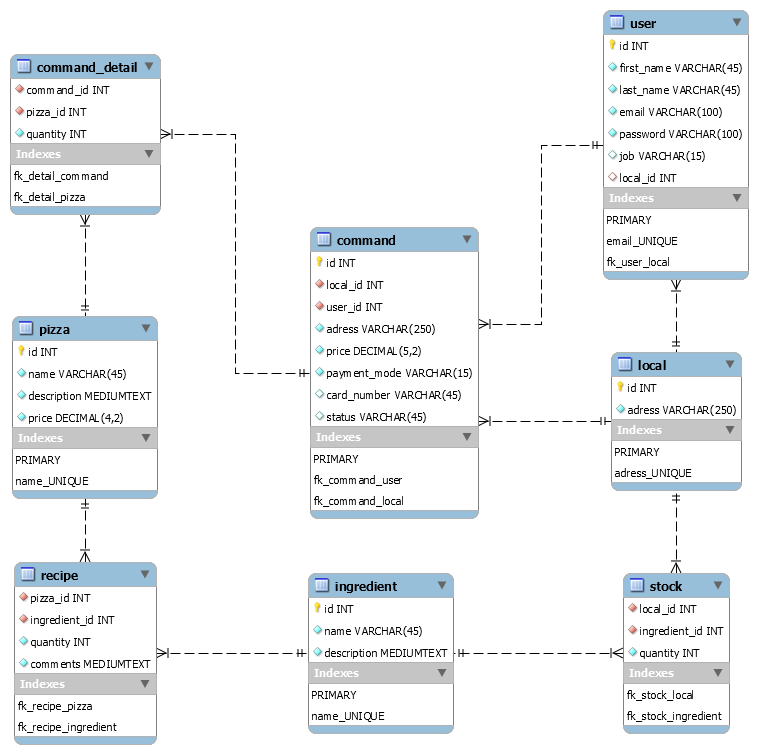 command_detail
command_id INT
pizza_id INT
quantity INT
Indexes
fk_detail_command
fk_detail_pizza
user
id INT
first_name VARCHAR(45)
last_name VARCHAR(45)
email VARCHAR(100)
password VARCHAR(100)
job VARCHAR(15)
local_id INT
Indexes
PRIMARY
email_UNIQUE
fk_user_local
command
id INT
local_id INT
user_id INT
adress VARCHAR(250)
price DECIMAL(5,2)
payment_mode VARCHAR(15)
card_number VARCHAR(45)
status VARCHAR(45)
Indexes
PRIMARY
fk_command_user
fk_command_local
pizza
id INT
name VARCHAR(45)
description MEDIUMTEXT
price DECIMAL(4,2)
Indexes
PRIMARY
name_UNIQUE
local
id INT
adress VARCHAR(250)
Indexes
PRIMARY
adress_UNIQUE
recipe
pizza_id INT
ingredient_id INT
quantity INT
comments MEDIUMTEXT
Indexes
fk_recipe_pizza
fk_recipe_ingredient
ingredient
id INT
name VARCHAR(45)
description MEDIUMTEXT
Indexes
PRIMARY
name_UNIQUE
stock
local_id INT
ingredient_id INT
quantity INT
Indexes
fk_stock_local
fk_stock_ingredient